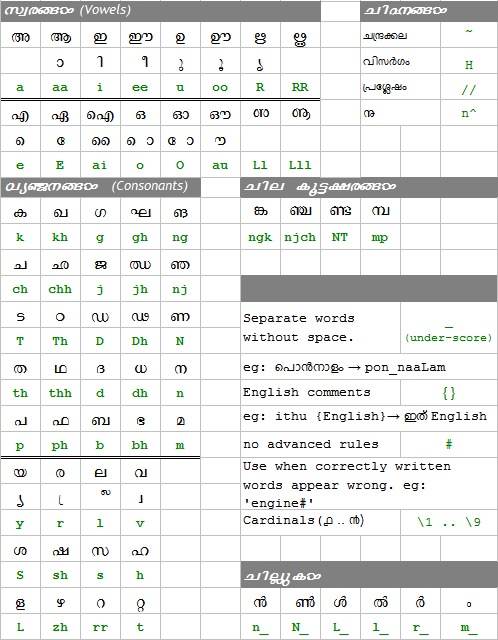 സ്വരങ്ങൾ (Vowels)
അ ആ ഇ ഈ ഉ ഊ ഋ ൠ
ാ ി ീ ു ൂ ൃ
a aa i ee u oo R RR
എ ഏ ഐ ഒ ഓ ഔ ഌ ൡ
െ േ ൈ ൊ ോ ൗ
e E ai o O au Ll Lll
വ്യഞ്ജനങ്ങൾ (Consonants)
ക ഖ ഗ ഘ ങ
k kh g gh ng
ച ഛ ജ ഝ ഞ
ch chh j jh nj
ട ഠ ഡ ഢ ണ
T Th D Dh N
ത ഥ ദ ധ ന
th thh d dh n
പ ഫ ബ ഭ മ
p ph b bh m
യ ര ല വ
്യ ്ര ്ല ്വ
y r l v
ശ ഷ സ ഹ
S sh s h
ള ഴ റ റ്റ
L zh rr t
ചിഹ്നങ്ങൾ
ചന്ദ്രക്കല ~
വിസർഗം H
പ്രശ്ലേഷം //
നു n^
ചില കൂട്ടക്ഷരങ്ങൾ
ങ്ക ഞ്ച ണ്ട മ്പ
ngk njch NT mp
Separate words
without space.
_
(under-score)
eg: പൊൻനാളം → pon_naaLam
English comments {}
eg: ithu {English}→ ഇത് English
no advanced rules #
Use when correctly written
words appear wrong. eg:
'engine#'
Cardinals(൧ .. ൻ) \1 .. \9
ചില്ലുകൾ
ൻ ൺ ൾ ൽ ർ ം
n_ N_ L_ l_ r_ m_